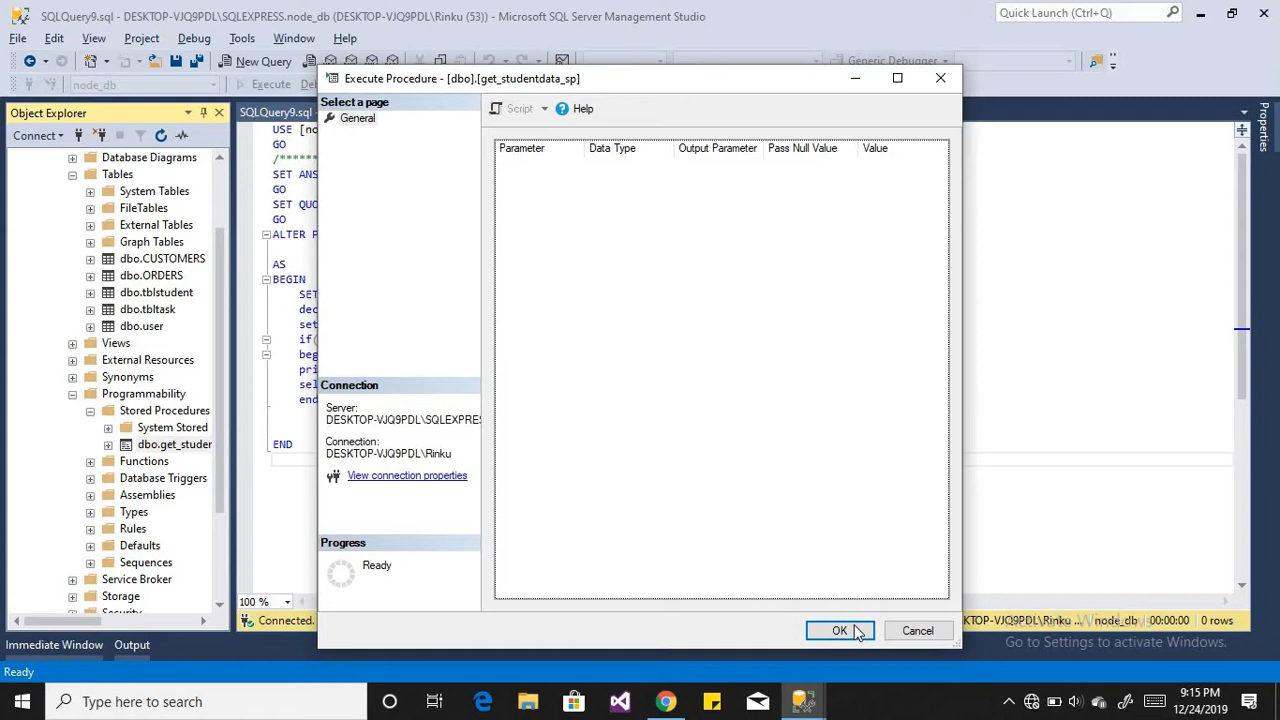 SQLQuery9.sql - DESKTOP-VJQ9PDL\SQLEXPRESS.node_db (DESKTOP-VJQ9PDL\Rinku (53)) - Microsoft SQL Server Management Studio
Quick Launch (Ctrl+Q)
File Edit View Project Debug Tools Window Help
New Query
Generic Debugger
node_db
Execute
Object Explorer
Connect
Database Diagrams
Tables
System Tables
FileTables
External Tables
Graph Tables
dbo.CUSTOMERS
dbo.ORDERS
dbo.tblstudent
dbo.tbltask
dbo.user
Views
External Resources
Synonyms
Programmability
Stored Procedures
System Stored
dbo.get_studer
Functions
Database Triggers
Assemblies
Types
Rules
Defaults
Sequences
Service Broker
Storage
SQLQuery9.sql
USE [no
GO
/*******
SET ANS
GO
SET QUO
GO
ALTER P
AS
BEGIN
SET
dec
set
if(
beg
pri
sel
end
END
100 %
Connected.
Execute Procedure - [dbo].[get_studentdata_sp]
Select a page
General
Script
Help
Parameter Data Type Output Parameter Pass Null Value Value
Connection
Server:
DESKTOP-VJQ9PDL\SQLEXPRES
Connection:
DESKTOP-VJQ9PDL\Rinku
View connection properties
Progress
Ready
OK
Cancel
Properties
KTOP-VJQ9PDL\Rinku ... node_db 00:00:00 0 rows
Activate Windows
Go to Settings to activate Windows.
Immediate Window Output
Ready
Type here to search
9:15 PM
12/24/2019